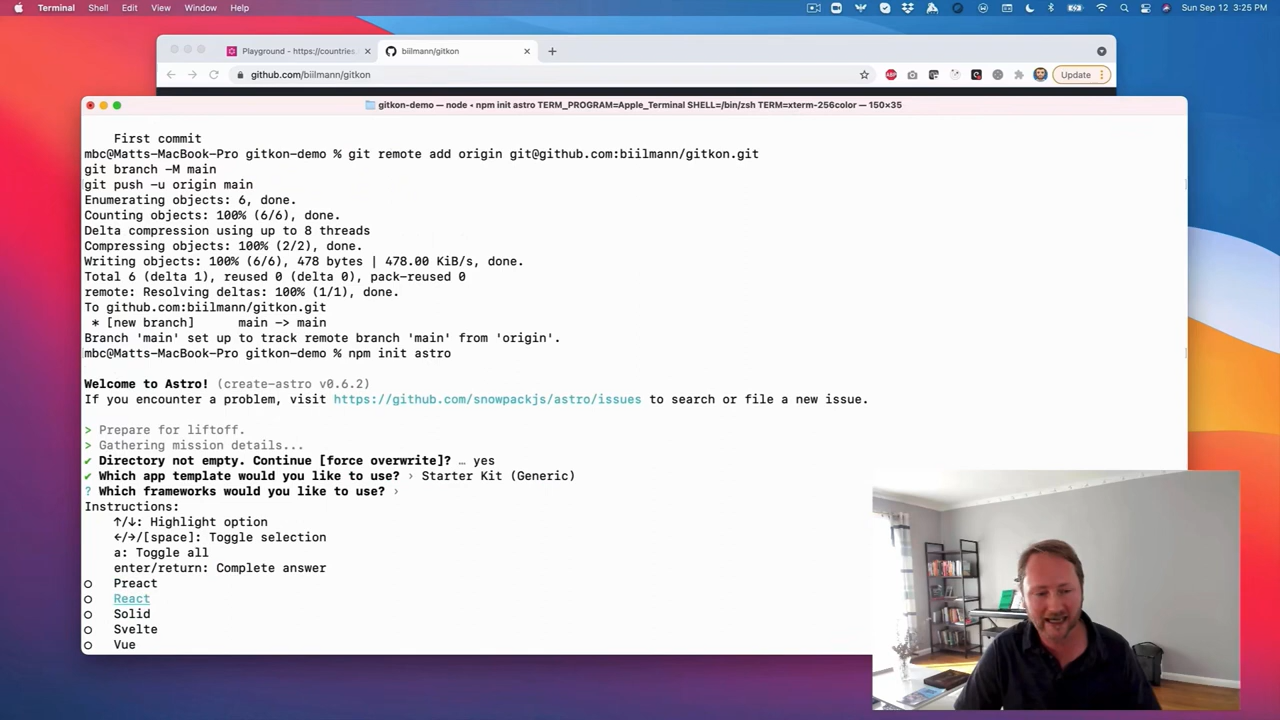 Terminal Shell Edit View Window Help Sun Sep 12 3:25 PM
Playground - https://countries. biilmann/gitkon
github.com/biilmann/gitkon Update
gitkon-demo — node ◂ npm init astro TERM_PROGRAM=Apple_Terminal SHELL=/bin/zsh TERM=xterm-256color — 150×35
First commit
mbc@Matts-MacBook-Pro gitkon-demo % git remote add origin git@github.com:biilmann/gitkon.git
git branch -M main
git push -u origin main
Enumerating objects: 6, done.
Counting objects: 100% (6/6), done.
Delta compression using up to 8 threads
Compressing objects: 100% (2/2), done.
Writing objects: 100% (6/6), 478 bytes | 478.00 KiB/s, done.
Total 6 (delta 1), reused 0 (delta 0), pack-reused 0
remote: Resolving deltas: 100% (1/1), done.
To github.com:biilmann/gitkon.git
* [new branch] main -> main
Branch 'main' set up to track remote branch 'main' from 'origin'.
mbc@Matts-MacBook-Pro gitkon-demo % npm init astro
Welcome to Astro! (create-astro v0.6.2)
If you encounter a problem, visit https://github.com/snowpackjs/astro/issues to search or file a new issue.
> Prepare for liftoff.
> Gathering mission details...
✔ Directory not empty. Continue [force overwrite]? … yes
✔ Which app template would you like to use? › Starter Kit (Generic)
? Which frameworks would you like to use? ›
Instructions:
↑/↓: Highlight option
←/→/[space]: Toggle selection
a: Toggle all
enter/return: Complete answer
Preact
React
Solid
Svelte
Vue